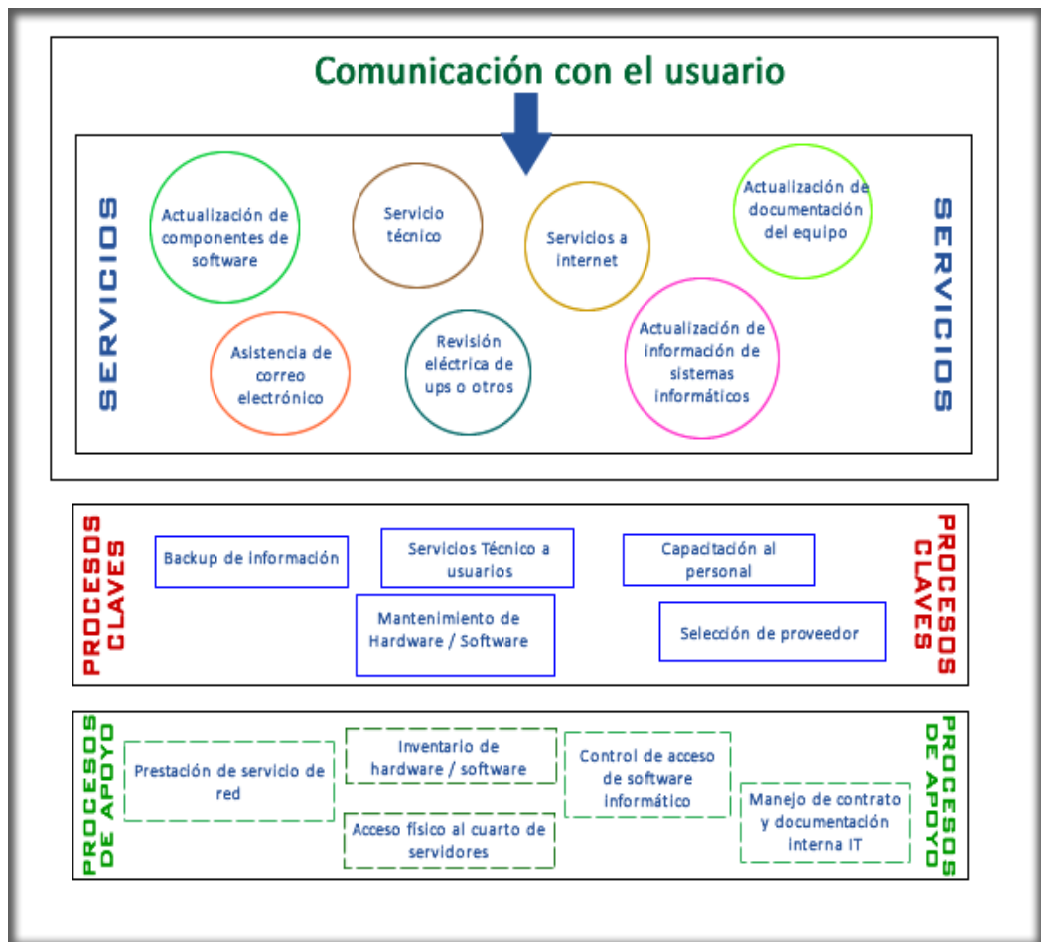 Comunicación con el usuario
SERVICIOS
Actualización de
componentes de
software
Servicio
técnico
Servicios a
internet
Actualización de
documentación
del equipo
Asistencia de
correo
electrónico
Revisión
eléctrica de
ups o otros
Actualización de
información de
sistemas
informáticos
SERVICIOS
PROCESOS
CLAVES
Backup de información
Servicios Técnico a
usuarios
Capacitación al
personal
Mantenimiento de
Hardware / Software
Selección de proveedor
PROCESOS
CLAVES
PROCESOS
DE APOYO
Prestación de servicio de
red
Inventario de
hardware / software
Control de acceso
de software
informático
Acceso físico al cuarto de
servidores
Manejo de contrato
y documentación
interna IT
PROCESOS
DE APOYO